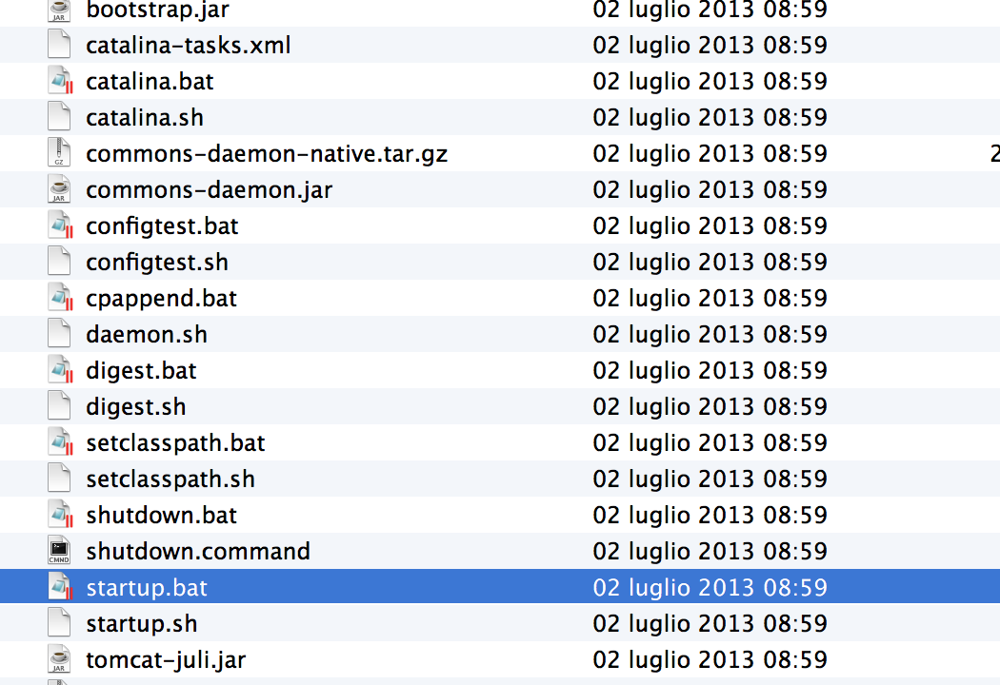 bootstrap.jar 02 luglio 2013 08:59
catalina-tasks.xml 02 luglio 2013 08:59
catalina.bat 02 luglio 2013 08:59
catalina.sh 02 luglio 2013 08:59
commons-daemon-native.tar.gz 02 luglio 2013 08:59 2
commons-daemon.jar 02 luglio 2013 08:59
configtest.bat 02 luglio 2013 08:59
configtest.sh 02 luglio 2013 08:59
cpappend.bat 02 luglio 2013 08:59
daemon.sh 02 luglio 2013 08:59
digest.bat 02 luglio 2013 08:59
digest.sh 02 luglio 2013 08:59
setclasspath.bat 02 luglio 2013 08:59
setclasspath.sh 02 luglio 2013 08:59
shutdown.bat 02 luglio 2013 08:59
shutdown.command 02 luglio 2013 08:59
startup.bat 02 luglio 2013 08:59
startup.sh 02 luglio 2013 08:59
tomcat-juli.jar 02 luglio 2013 08:59